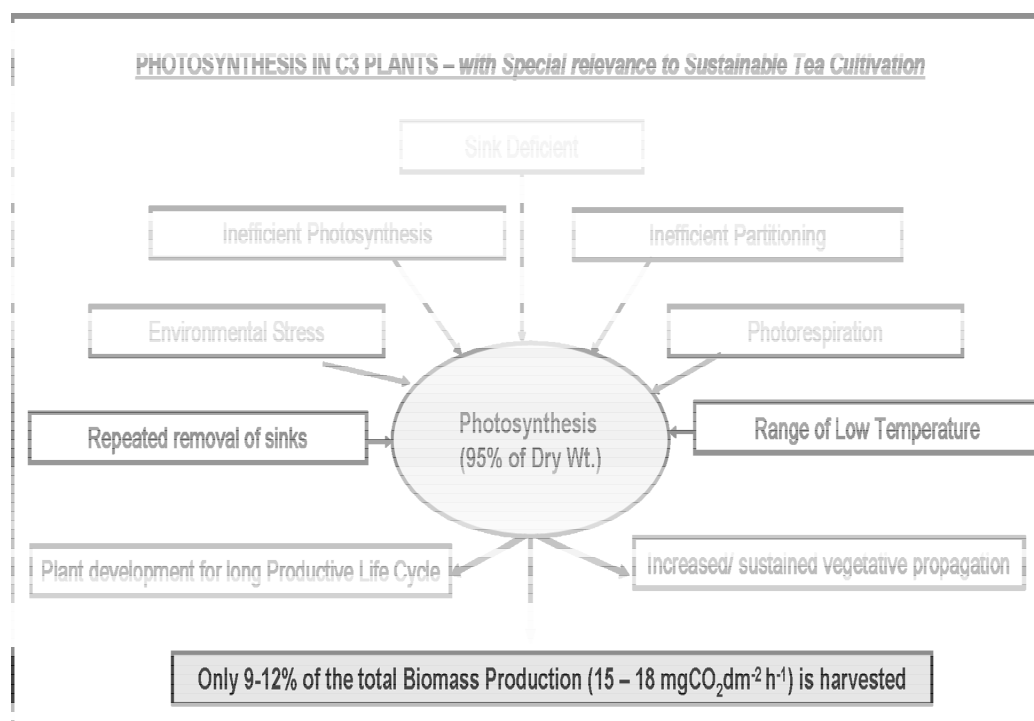 PHOTOSYNTHESIS IN C3 PLANTS – with Special relevance to Sustainable Tea Cultivation
Sink Deficient
Inefficient Photosynthesis
Inefficient Partitioning
Environmental Stress
Photorespiration
Repeated removal of sinks
Photosynthesis
(95% of Dry Wt.)
Range of Low Temperature
Plant development for long Productive Life Cycle
Increased/ sustained vegetative propagation
Only 9-12% of the total Biomass Production (15 – 18 mgCO₂dm⁻² h⁻¹) is harvested